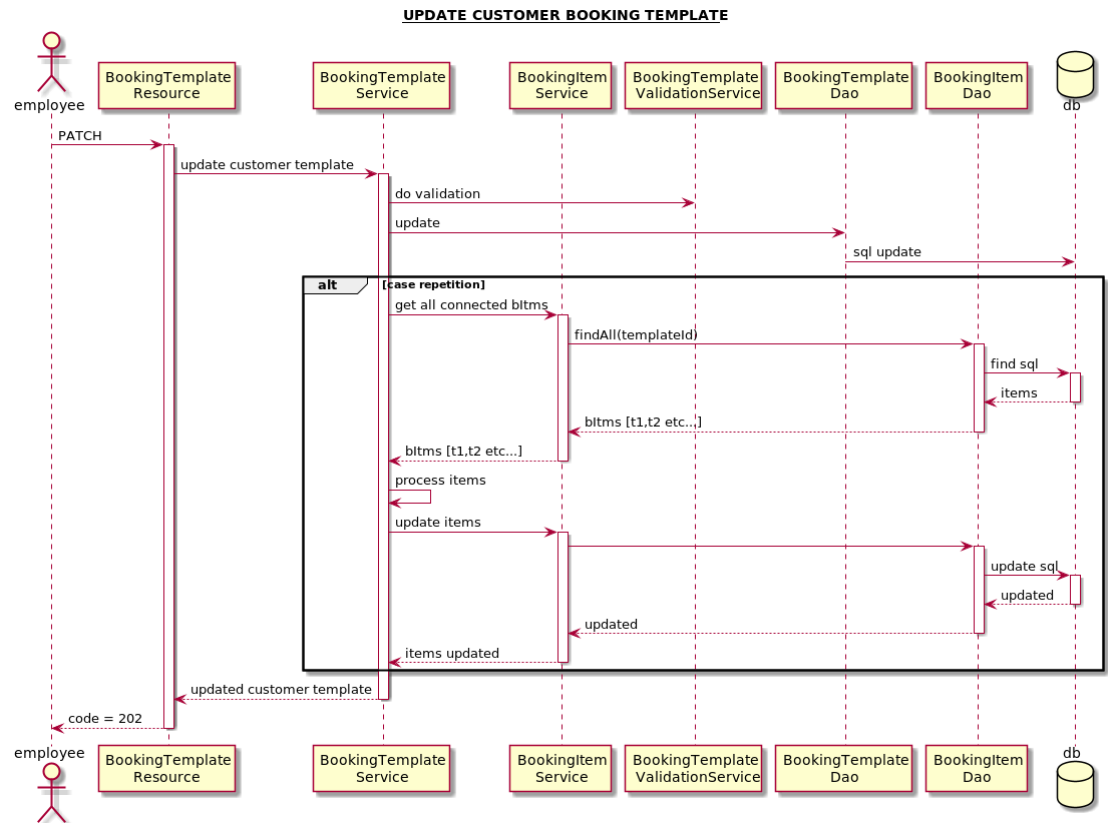 UPDATE CUSTOMER BOOKING TEMPLATE
employee
BookingTemplate
Resource
BookingTemplate
Service
BookingItem
Service
BookingTemplate
ValidationService
BookingTemplate
Dao
BookingItem
Dao
db
PATCH
update customer template
do validation
update
sql update
alt [case repetition]
get all connected bItms
findAll(templateId)
find sql
items
bItms [t1,t2 etc...]
bItms [t1,t2 etc...]
process items
update items
update sql
updated
updated
items updated
updated customer template
code = 202
employee
BookingTemplate
Resource
BookingTemplate
Service
BookingItem
Service
BookingTemplate
ValidationService
BookingTemplate
Dao
BookingItem
Dao
db